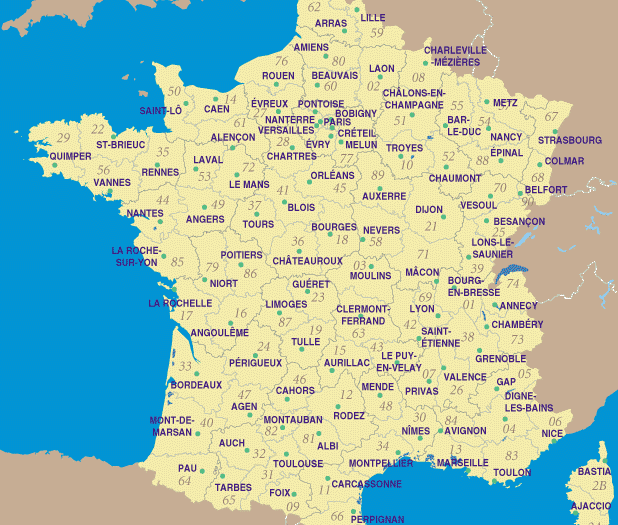 62
LILLE
ARRAS
59
AMIENS
80
CHARLEVILLE
-MÉZIÈRES
76
ROUEN
BEAUVAIS
LAON
08
60
02
50
14
SAINT-LÔ
CAEN
ÉVREUX
PONTOISE
CHÂLONS-EN-
CHAMPAGNE
55
METZ
67
NANTERRE
BOBIGNY
PARIS
51
BAR-
LE-DUC
54
VERSAILLES
CRÉTEIL
NANCY
STRASBOURG
29
22
ST-BRIEUC
61
ALENÇON
28
CHARTRES
ÉVRY
MELUN
TROYES
ÉPINAL
88
COLMAR
QUIMPER
35
LAVAL
77
10
52
68
56
RENNES
53
72
LE MANS
ORLÉANS
45
89
CHAUMONT
70
BELFORT
90
VANNES
41
AUXERRE
VESOUL
44
NANTES
49
ANGERS
37
TOURS
BLOIS
DIJON
21
BESANÇON
25
BOURGES
18
NEVERS
58
LONS-LE-
SAUNIER
LA ROCHE-
SUR-YON
85
POITIERS
86
36
CHÂTEAUROUX
71
39
79
NIORT
03
MOULINS
MÂCON
BOURG-
EN-BRESSE
74
LA ROCHELLE
17
GUÉRET
23
LIMOGES
87
CLERMONT-
FERRAND
63
69
LYON
01
ANNECY
16
ANGOULÊME
42
SAINT-
ÉTIENNE
38
CHAMBÉRY
73
19
TULLE
24
PÉRIGUEUX
15
AURILLAC
43
LE PUY-
EN-VELAY
GRENOBLE
33
BORDEAUX
46
CAHORS
MENDE
48
07
PRIVAS
VALENCE
26
05
GAP
DIGNE-
LES-BAINS
04
47
AGEN
12
RODEZ
MONT-DE-
MARSAN
40
MONTAUBAN
82
30
NÎMES
84
AVIGNON
06
NICE
AUCH
32
81
ALBI
TOULOUSE
34
MONTPELLIER
13
MARSEILLE
83
TOULON
PAU
64
TARBES
65
31
FOIX
09
11
CARCASSONNE
66
PERPIGNAN
BASTIA
2B
AJACCIO